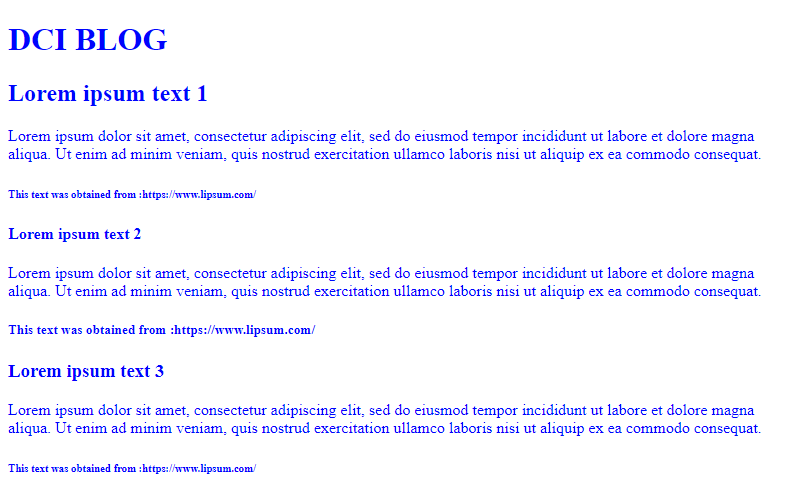 DCI BLOG
Lorem ipsum text 1
Lorem ipsum dolor sit amet, consectetur adipiscing elit, sed do eiusmod tempor incididunt ut labore et dolore magna
aliqua. Ut enim ad minim veniam, quis nostrud exercitation ullamco laboris nisi ut aliquip ex ea commodo consequat.
This text was obtained from :https://www.lipsum.com/
Lorem ipsum text 2
Lorem ipsum dolor sit amet, consectetur adipiscing elit, sed do eiusmod tempor incididunt ut labore et dolore magna
aliqua. Ut enim ad minim veniam, quis nostrud exercitation ullamco laboris nisi ut aliquip ex ea commodo consequat.
This text was obtained from :https://www.lipsum.com/
Lorem ipsum text 3
Lorem ipsum dolor sit amet, consectetur adipiscing elit, sed do eiusmod tempor incididunt ut labore et dolore magna
aliqua. Ut enim ad minim veniam, quis nostrud exercitation ullamco laboris nisi ut aliquip ex ea commodo consequat.
This text was obtained from :https://www.lipsum.com/